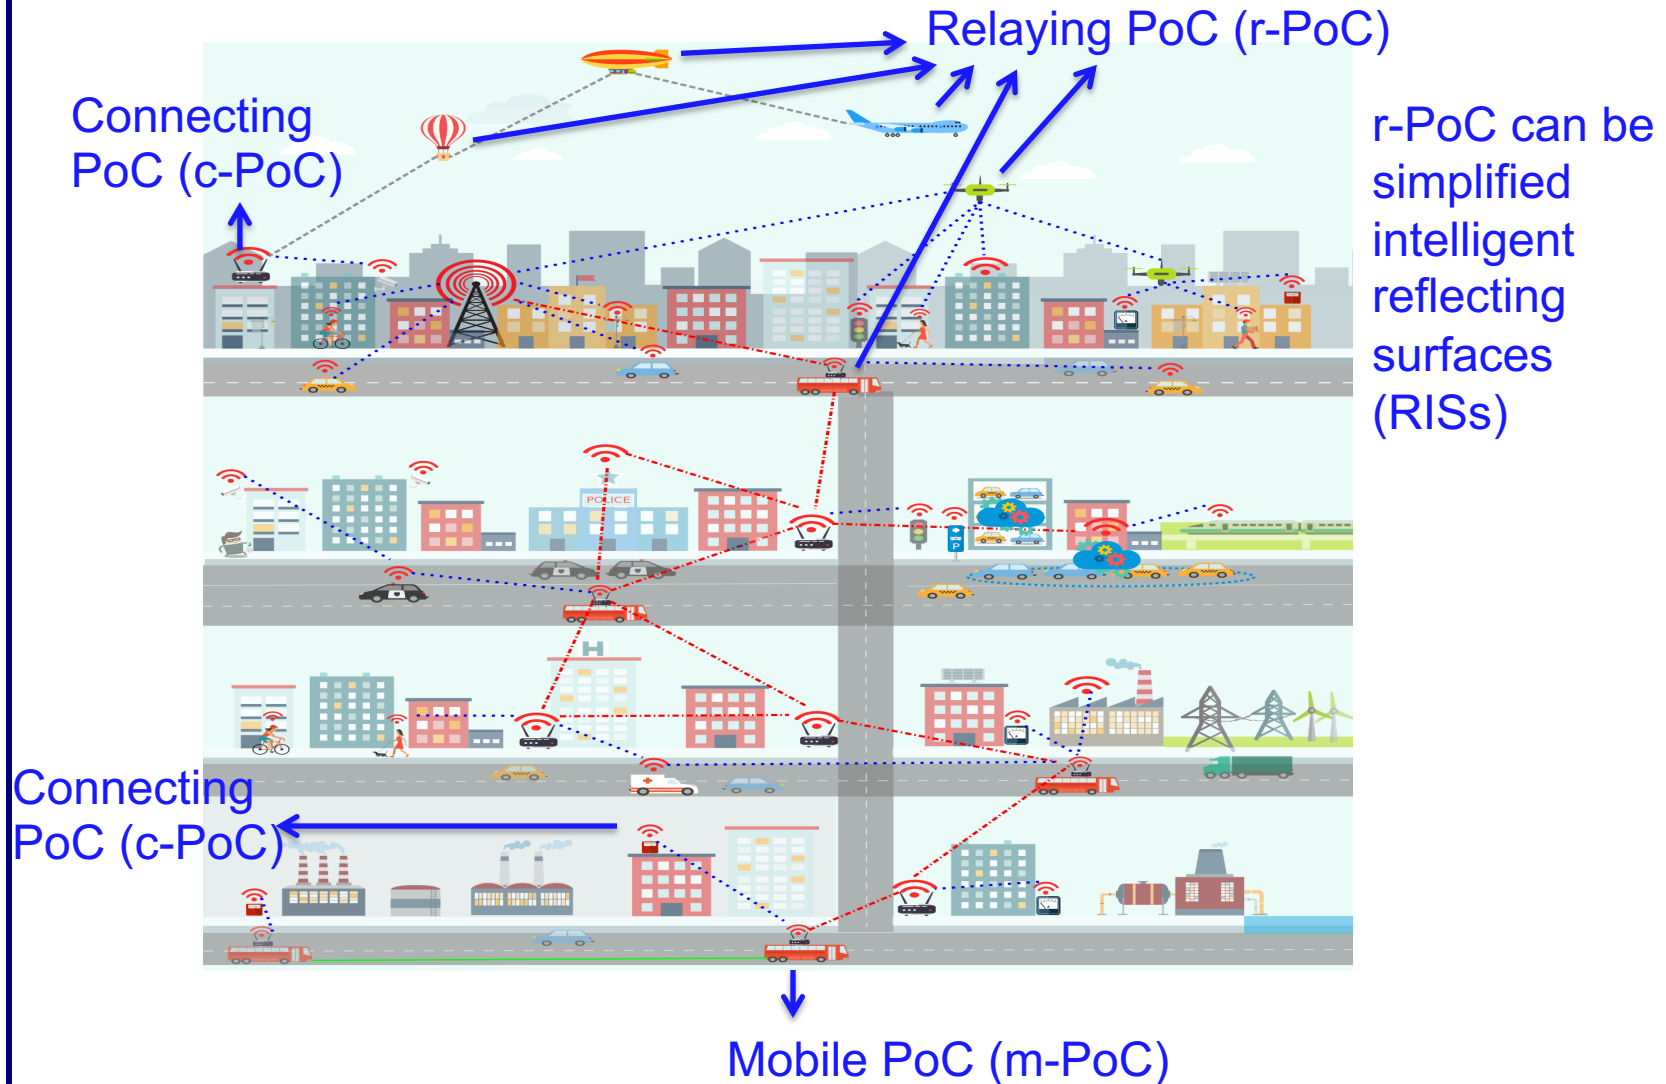 Relaying PoC (r-PoC)
Connecting
PoC (c-PoC)
r-PoC can be
simplified
intelligent
reflecting
surfaces
(RISs)
POLICE
P
H
Connecting
PoC (c-PoC)
Mobile PoC (m-PoC)